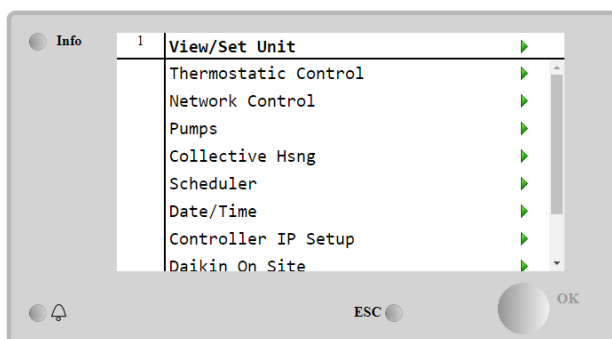 Info
1 View/Set Unit
Thermostatic Control
Network Control
Pumps
Collective Hsng
Scheduler
Date/Time
Controller IP Setup
Daikin On Site
ESC
OK